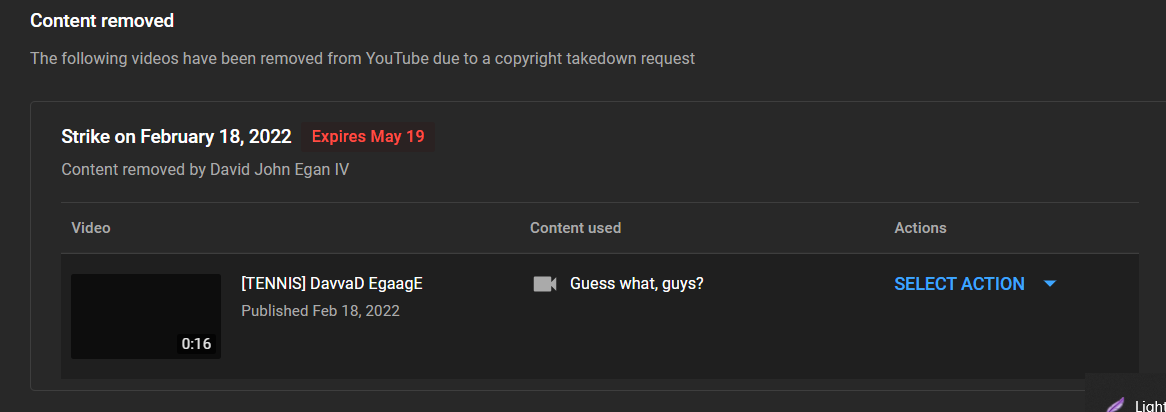 Content removed
The following videos have been removed from YouTube due to a copyright takedown request
Strike on February 18, 2022 Expires May 19
Content removed by David John Egan IV
Video Content used Actions
[TENNIS] DavvaD EgaagE Guess what, guys? SELECT ACTION
Published Feb 18, 2022
0:16
Light